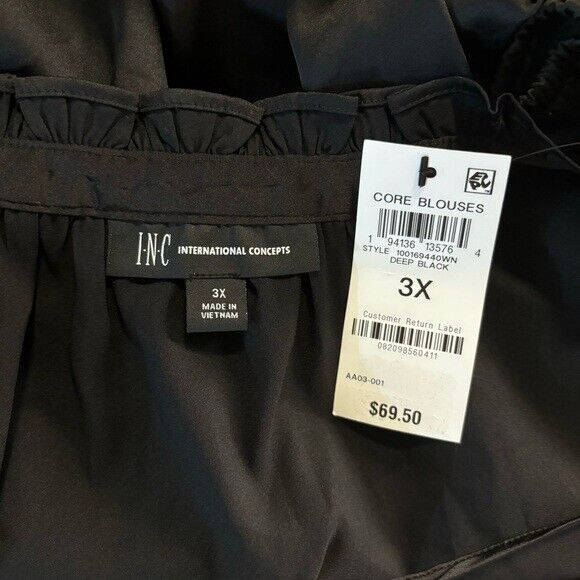 I·N·C INTERNATIONAL CONCEPTS
3X
MADE IN
VIETNAM
CORE BLOUSES
1 94136 13576 4
STYLE 100169440WN
DEEP BLACK
3X
Customer Return Label
082098560411
AA03-001
$69.50